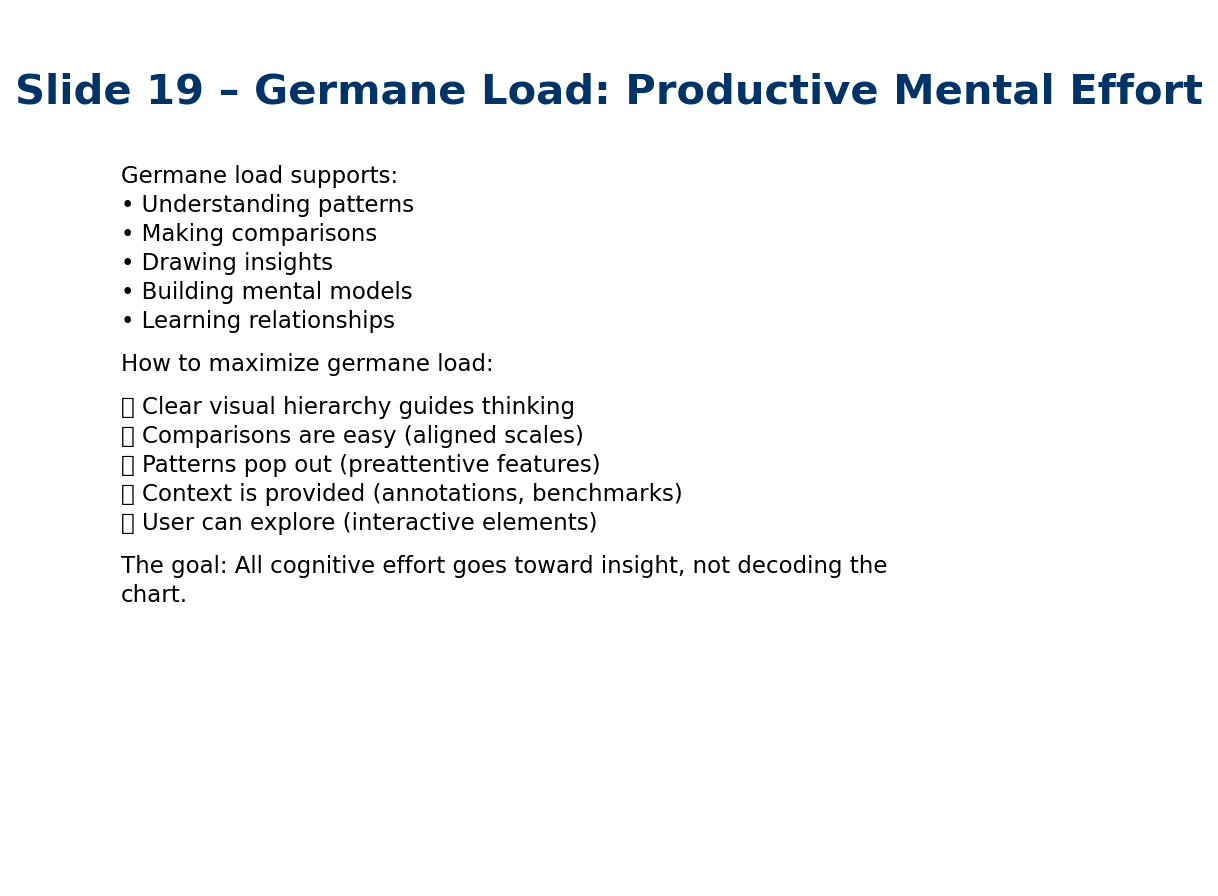 Slide 19 – Germane Load: Productive Mental Effort
Germane load supports:
• Understanding patterns
• Making comparisons
• Drawing insights
• Building mental models
• Learning relationships
How to maximize germane load:
▯ Clear visual hierarchy guides thinking
▯ Comparisons are easy (aligned scales)
▯ Patterns pop out (preattentive features)
▯ Context is provided (annotations, benchmarks)
▯ User can explore (interactive elements)
The goal: All cognitive effort goes toward insight, not decoding the
chart.